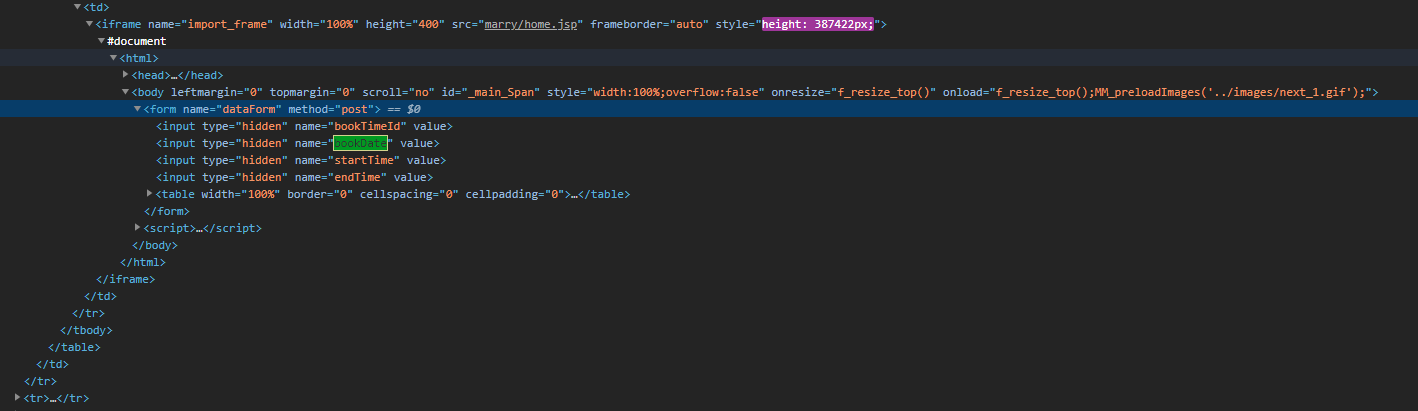 <td>
<iframe name="import_frame" width="100%" height="400" src="marry/home.jsp" frameborder="auto" style="height: 387422px;">
#document
<html>
<head>…</head>
<body leftmargin="0" topmargin="0" scroll="no" id="_main_Span" style="width:100%;overflow:false" onresize="f_resize_top()" onload="f_resize_top();MM_preloadImages('../images/next_1.gif');">
<form name="dataForm" method="post"> == $0
<input type="hidden" name="bookTimeId" value>
<input type="hidden" name="bookDate" value>
<input type="hidden" name="startTime" value>
<input type="hidden" name="endTime" value>
<table width="100%" border="0" cellspacing="0" cellpadding="0">…</table>
</form>
<script>…</script>
</body>
</html>
</iframe>
</td>
</tr>
</tbody>
</table>
</td>
</tr>
<tr>…</tr>